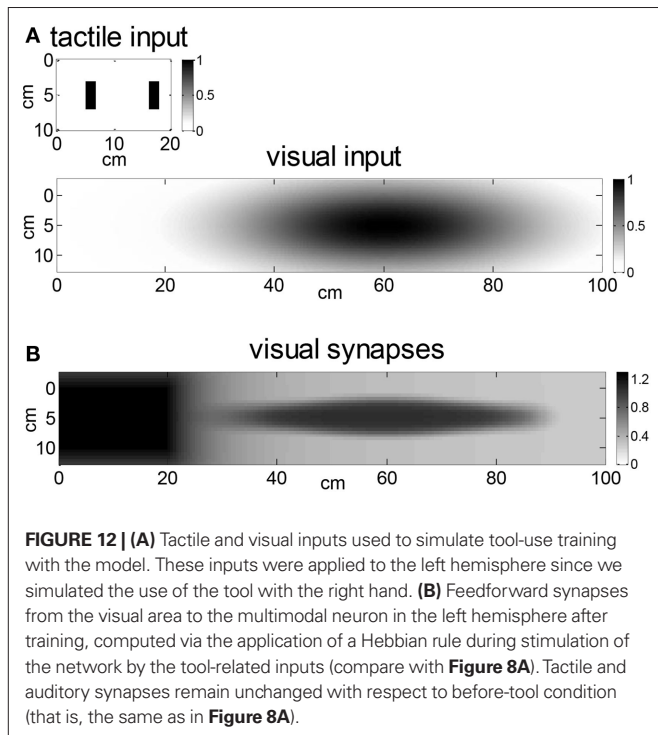 A tactile input
0
5
10
cm
0 10 20
cm
1
0.5
0
visual input
0
5
10
0 20 40 60 80 100
cm
1
0.5
0
B visual synapses
0
5
10
cm
0 20 40 60 80 100
cm
1.2
0.8
0.4
0
FIGURE 12 | (A) Tactile and visual inputs used to simulate tool-use training
with the model. These inputs were applied to the left hemisphere since we
simulated the use of the tool with the right hand. (B) Feedforward synapses
from the visual area to the multimodal neuron in the left hemisphere after
training, computed via the application of a Hebbian rule during stimulation of
the network by the tool-related inputs (compare with Figure 8A). Tactile and
auditory synapses remain unchanged with respect to before-tool condition
(that is, the same as in Figure 8A).